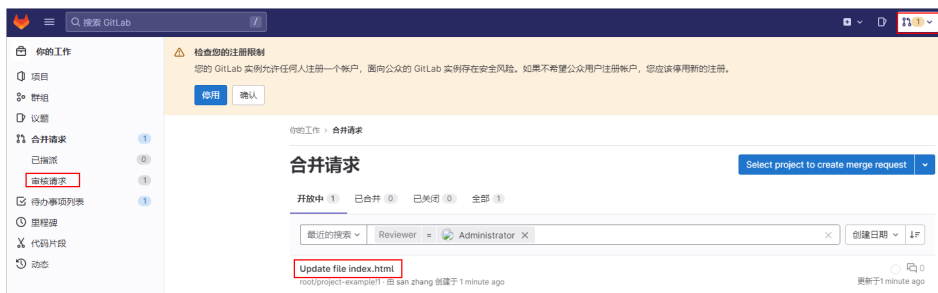 搜索 GitLab /
1
你的工作
项目
群组
议题
合并请求 1
已指派 0
审核请求 1
待办事项列表 1
里程碑
代码片段
动态
检查您的注册限制
您的 GitLab 实例允许任何人注册一个帐户，面向公众的 GitLab 实例存在安全风险。如果不希望公众用户注册帐户，您应该停用新的注册。
停用 确认
你的工作 › 合并请求
合并请求
Select project to create merge request
开放中 1 已合并 0 已关闭 0 全部 1
最近的搜索 Reviewer = Administrator 创建日期
Update file index.html 0
root/project-example!1 · 由 san zhang 创建于 1 minute ago 更新于1 minute ago